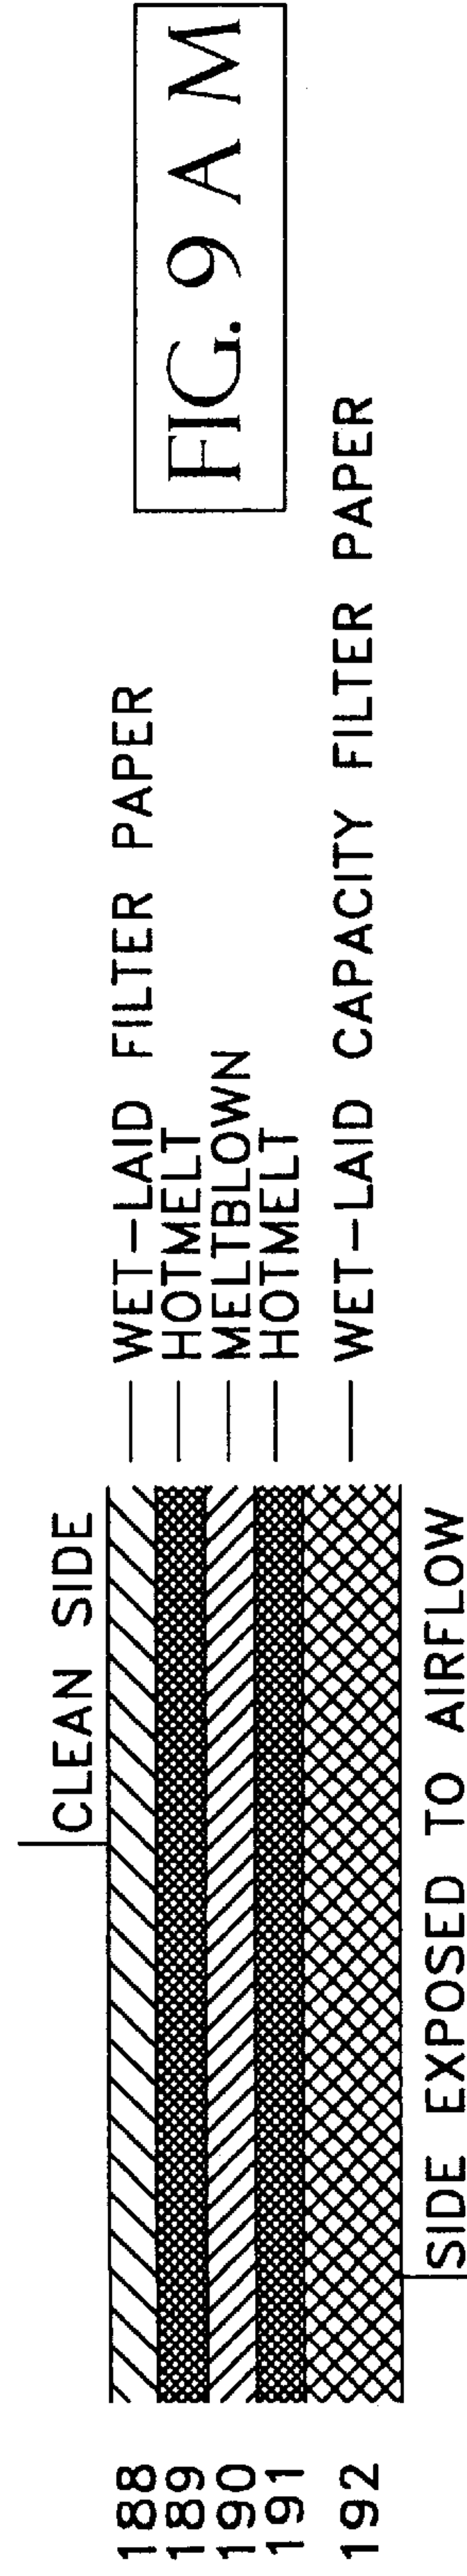 FIG. 9 A M
CLEAN SIDE
188 WET-LAID FILTER PAPER
189 HOTMELT
190 MELTBLOWN
191 HOTMELT
192 WET-LAID CAPACITY FILTER PAPER
SIDE EXPOSED TO AIRFLOW